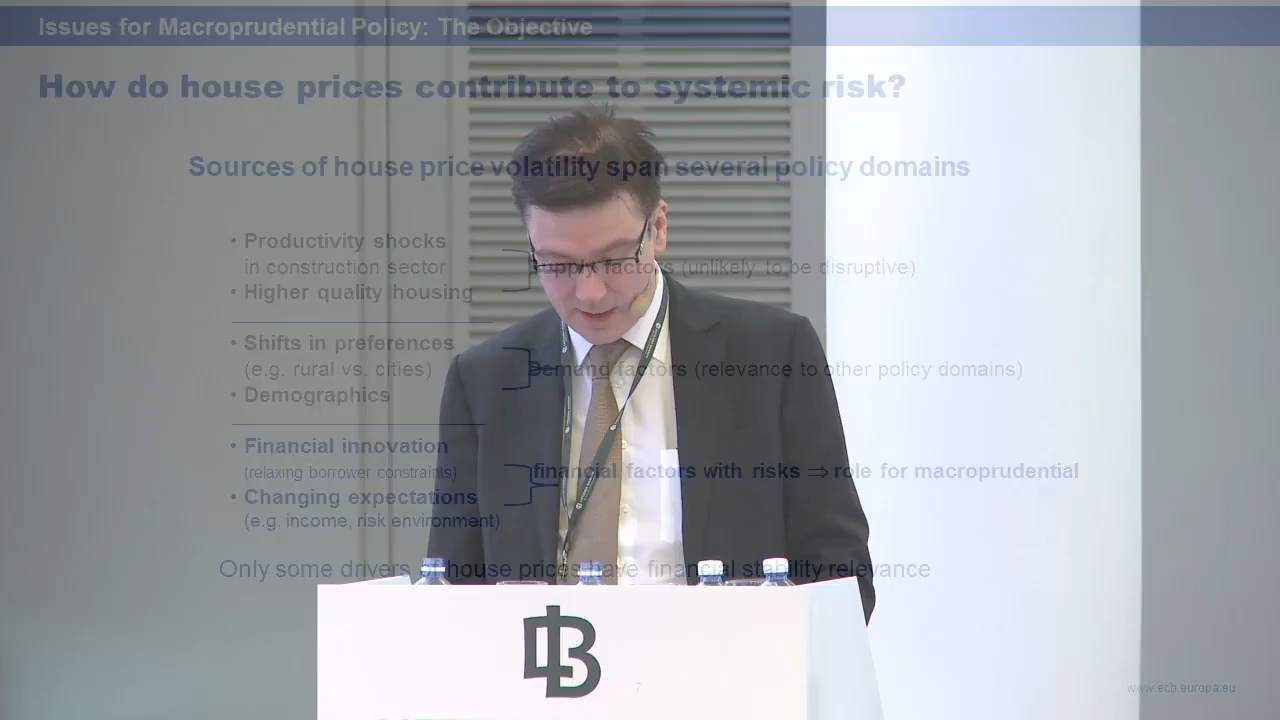 Issues for Macroprudential Policy: The Objective
How do house prices contribute to systemic risk?
Sources of house price volatility span several policy domains
• Productivity shocks
in construction sector
• Higher quality housing
factors (unlikely to be disruptive)
• Shifts in preferences
(e.g. rural vs. cities)
• Demographics
Demand factors (relevance to other policy domains)
• Financial innovation
(relaxing borrower constraints)
• Changing expectations
(e.g. income, risk environment)
financial factors with risks ⇒ role for macroprudential
Only some drivers house prices have financial stability relevance
7
www.ecb.europa.eu